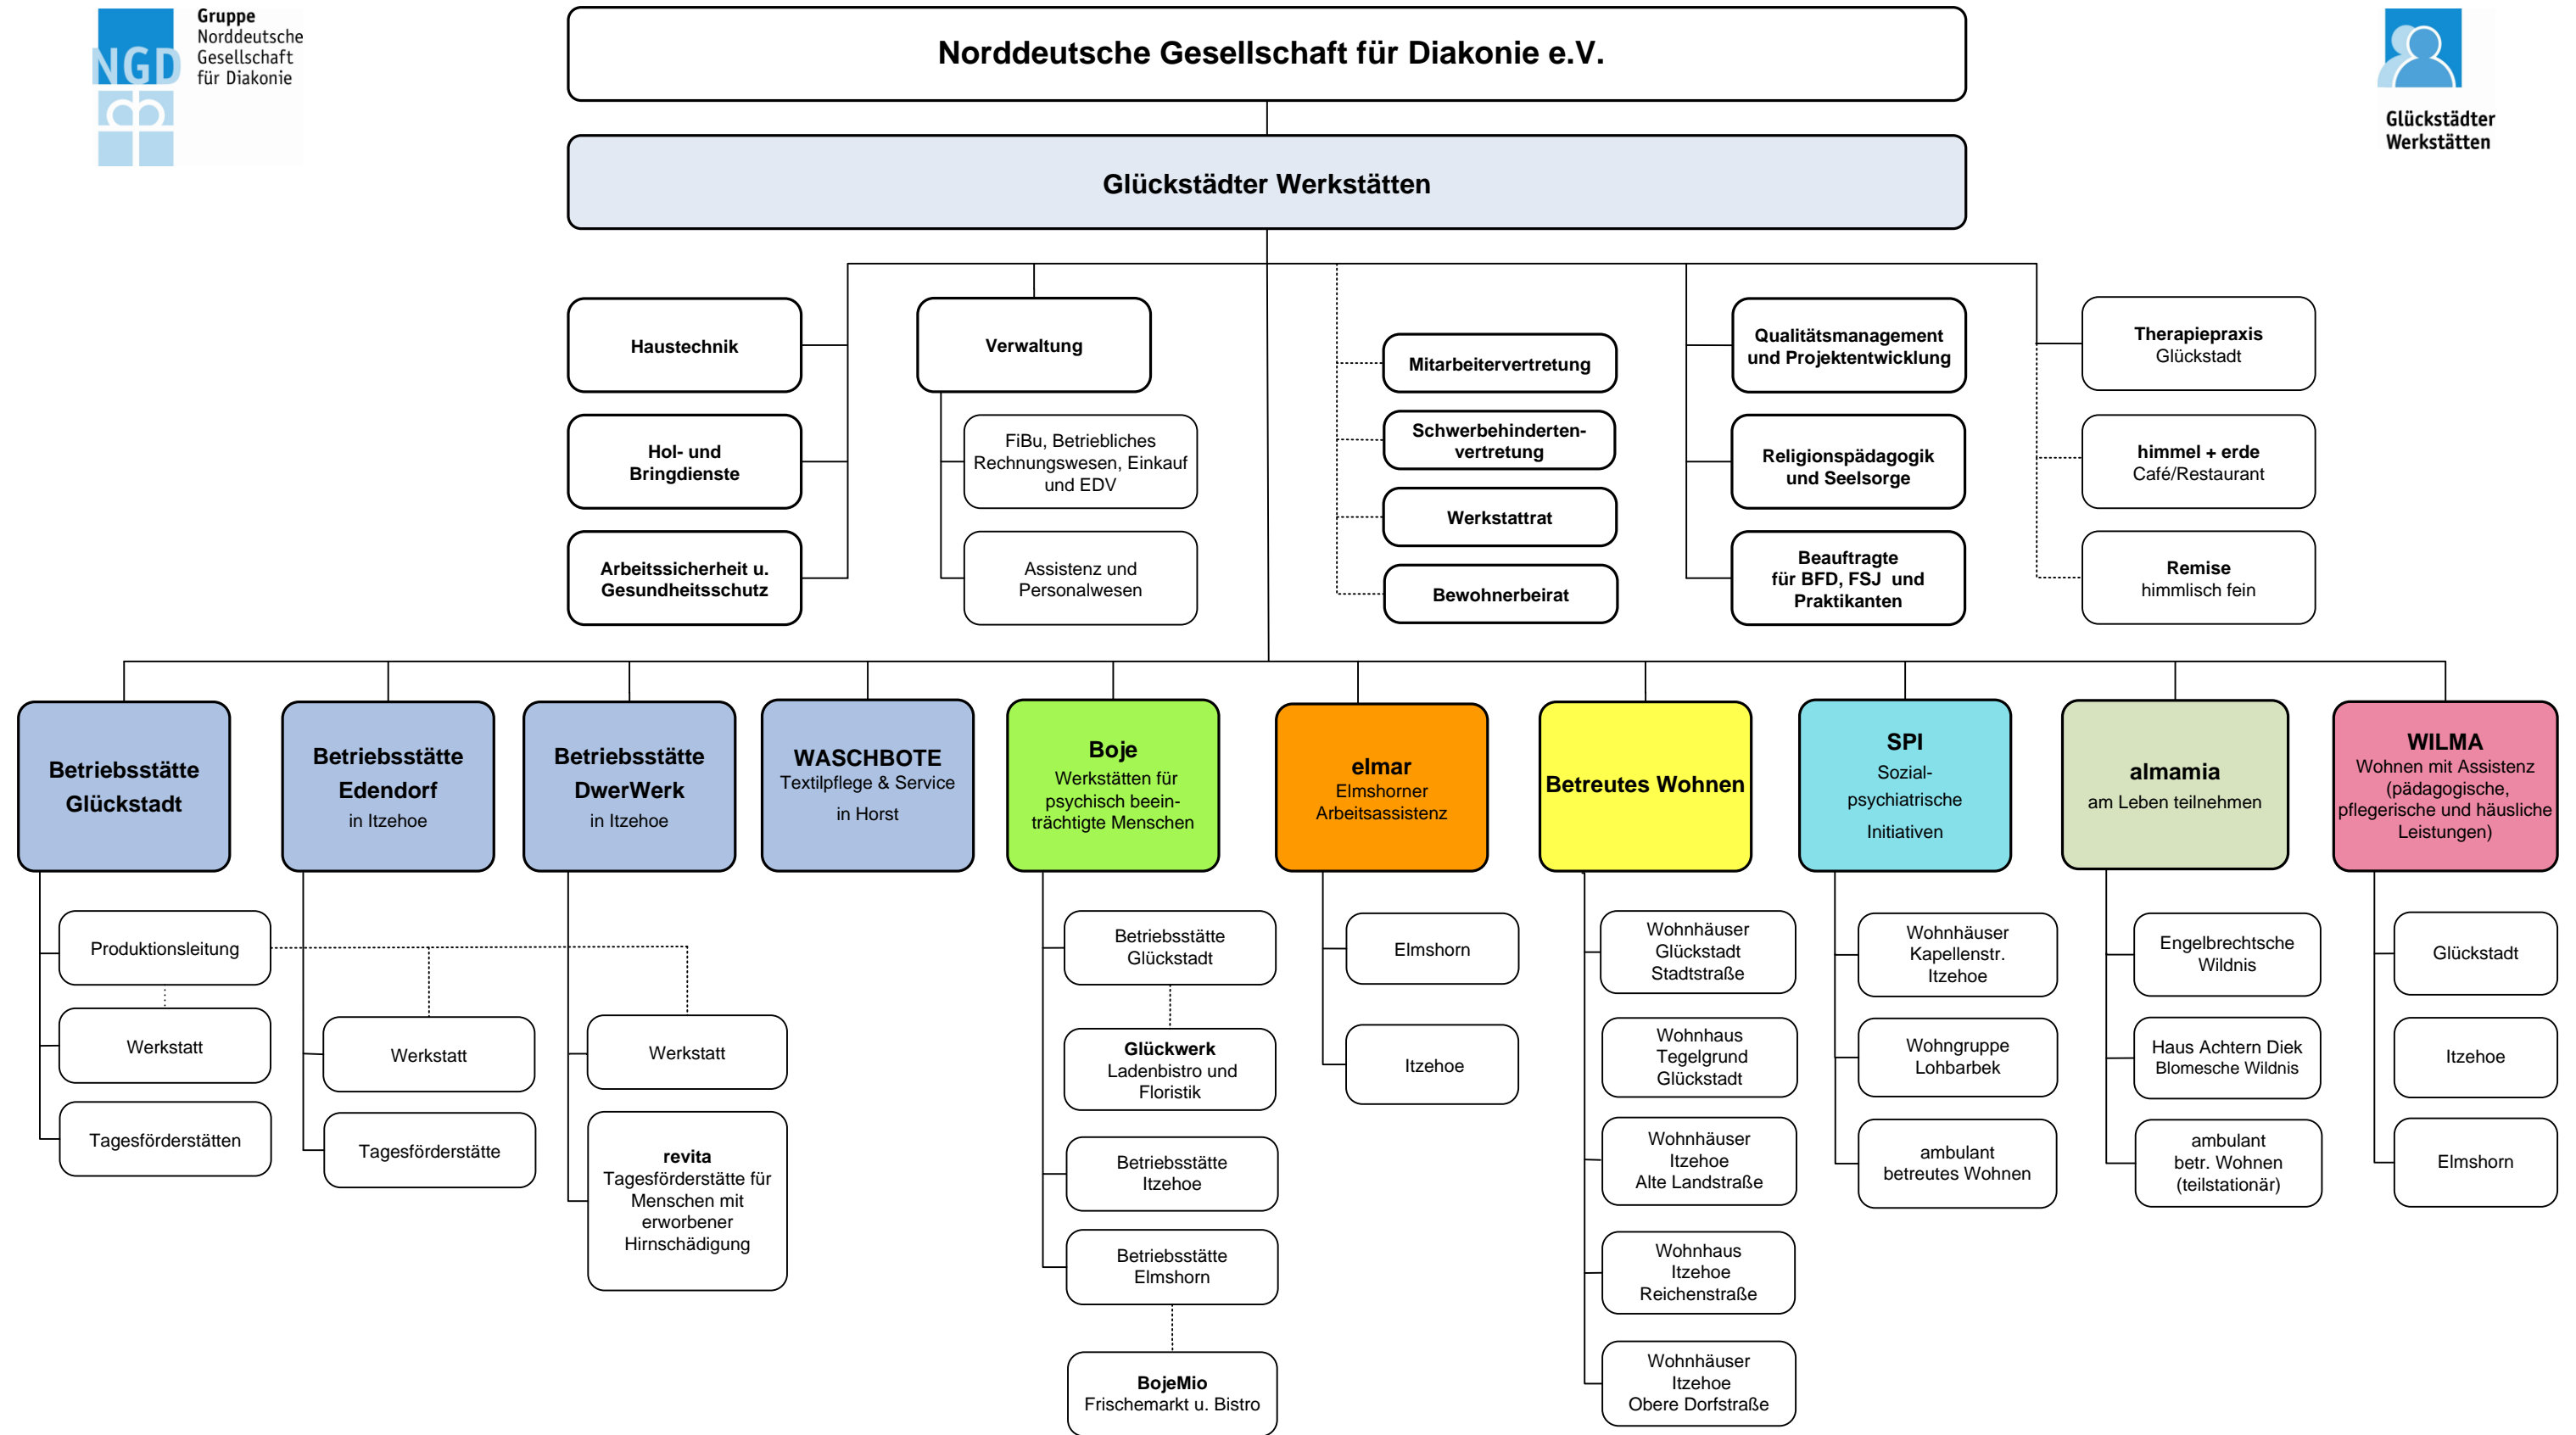 Gruppe
Norddeutsche
Gesellschaft
für Diakonie
NGD
Norddeutsche Gesellschaft für Diakonie e.V.
Glückstädter
Werkstätten
Glückstädter Werkstätten
Haustechnik
Hol- und
Bringdienste
Arbeitssicherheit u.
Gesundheitsschutz
Verwaltung
FiBu, Betriebliches
Rechnungswesen, Einkauf
und EDV
Assistenz und
Personalwesen
Mitarbeitervertretung
Schwerbehinderten-
vertretung
Werkstattrat
Bewohnerbeirat
Qualitätsmanagement
und Projektentwicklung
Religionspädagogik
und Seelsorge
Beauftragte
für BFD, FSJ und
Praktikanten
Therapiepraxis
Glückstadt
himmel + erde
Café/Restaurant
Remise
himmlisch fein
Betriebsstätte
Glückstadt
Produktionsleitung
Werkstatt
Tagesförderstätten
Betriebsstätte
Edendorf
in Itzehoe
Werkstatt
Tagesförderstätte
Betriebsstätte
DwerWerk
in Itzehoe
Werkstatt
revita
Tagesförderstätte für
Menschen mit
erworbener
Hirnschädigung
WASCHBOTE
Textilpflege & Service
in Horst
Boje
Werkstätten für
psychisch beein-
trächtigte Menschen
Betriebsstätte
Glückstadt
Glückwerk
Ladenbistro und
Floristik
Betriebsstätte
Itzehoe
Betriebsstätte
Elmshorn
BojeMio
Frischemarkt u. Bistro
elmar
Elmshorner
Arbeitsassistenz
Elmshorn
Itzehoe
Betreutes Wohnen
Wohnhäuser
Glückstadt
Stadtstraße
Wohnhaus
Tegelgrund
Glückstadt
Wohnhäuser
Itzehoe
Alte Landstraße
Wohnhaus
Itzehoe
Reichenstraße
Wohnhäuser
Itzehoe
Obere Dorfstraße
SPI
Sozial-
psychiatrische
Initiativen
Wohnhäuser
Kapellenstr.
Itzehoe
Wohngruppe
Lohbarbek
ambulant
betreutes Wohnen
almamia
am Leben teilnehmen
Engelbrechtsche
Wildnis
Haus Achtern Diek
Blomesche Wildnis
ambulant
betr. Wohnen
(teilstationär)
WILMA
Wohnen mit Assistenz
(pädagogische,
pflegerische und häusliche
Leistungen)
Glückstadt
Itzehoe
Elmshorn